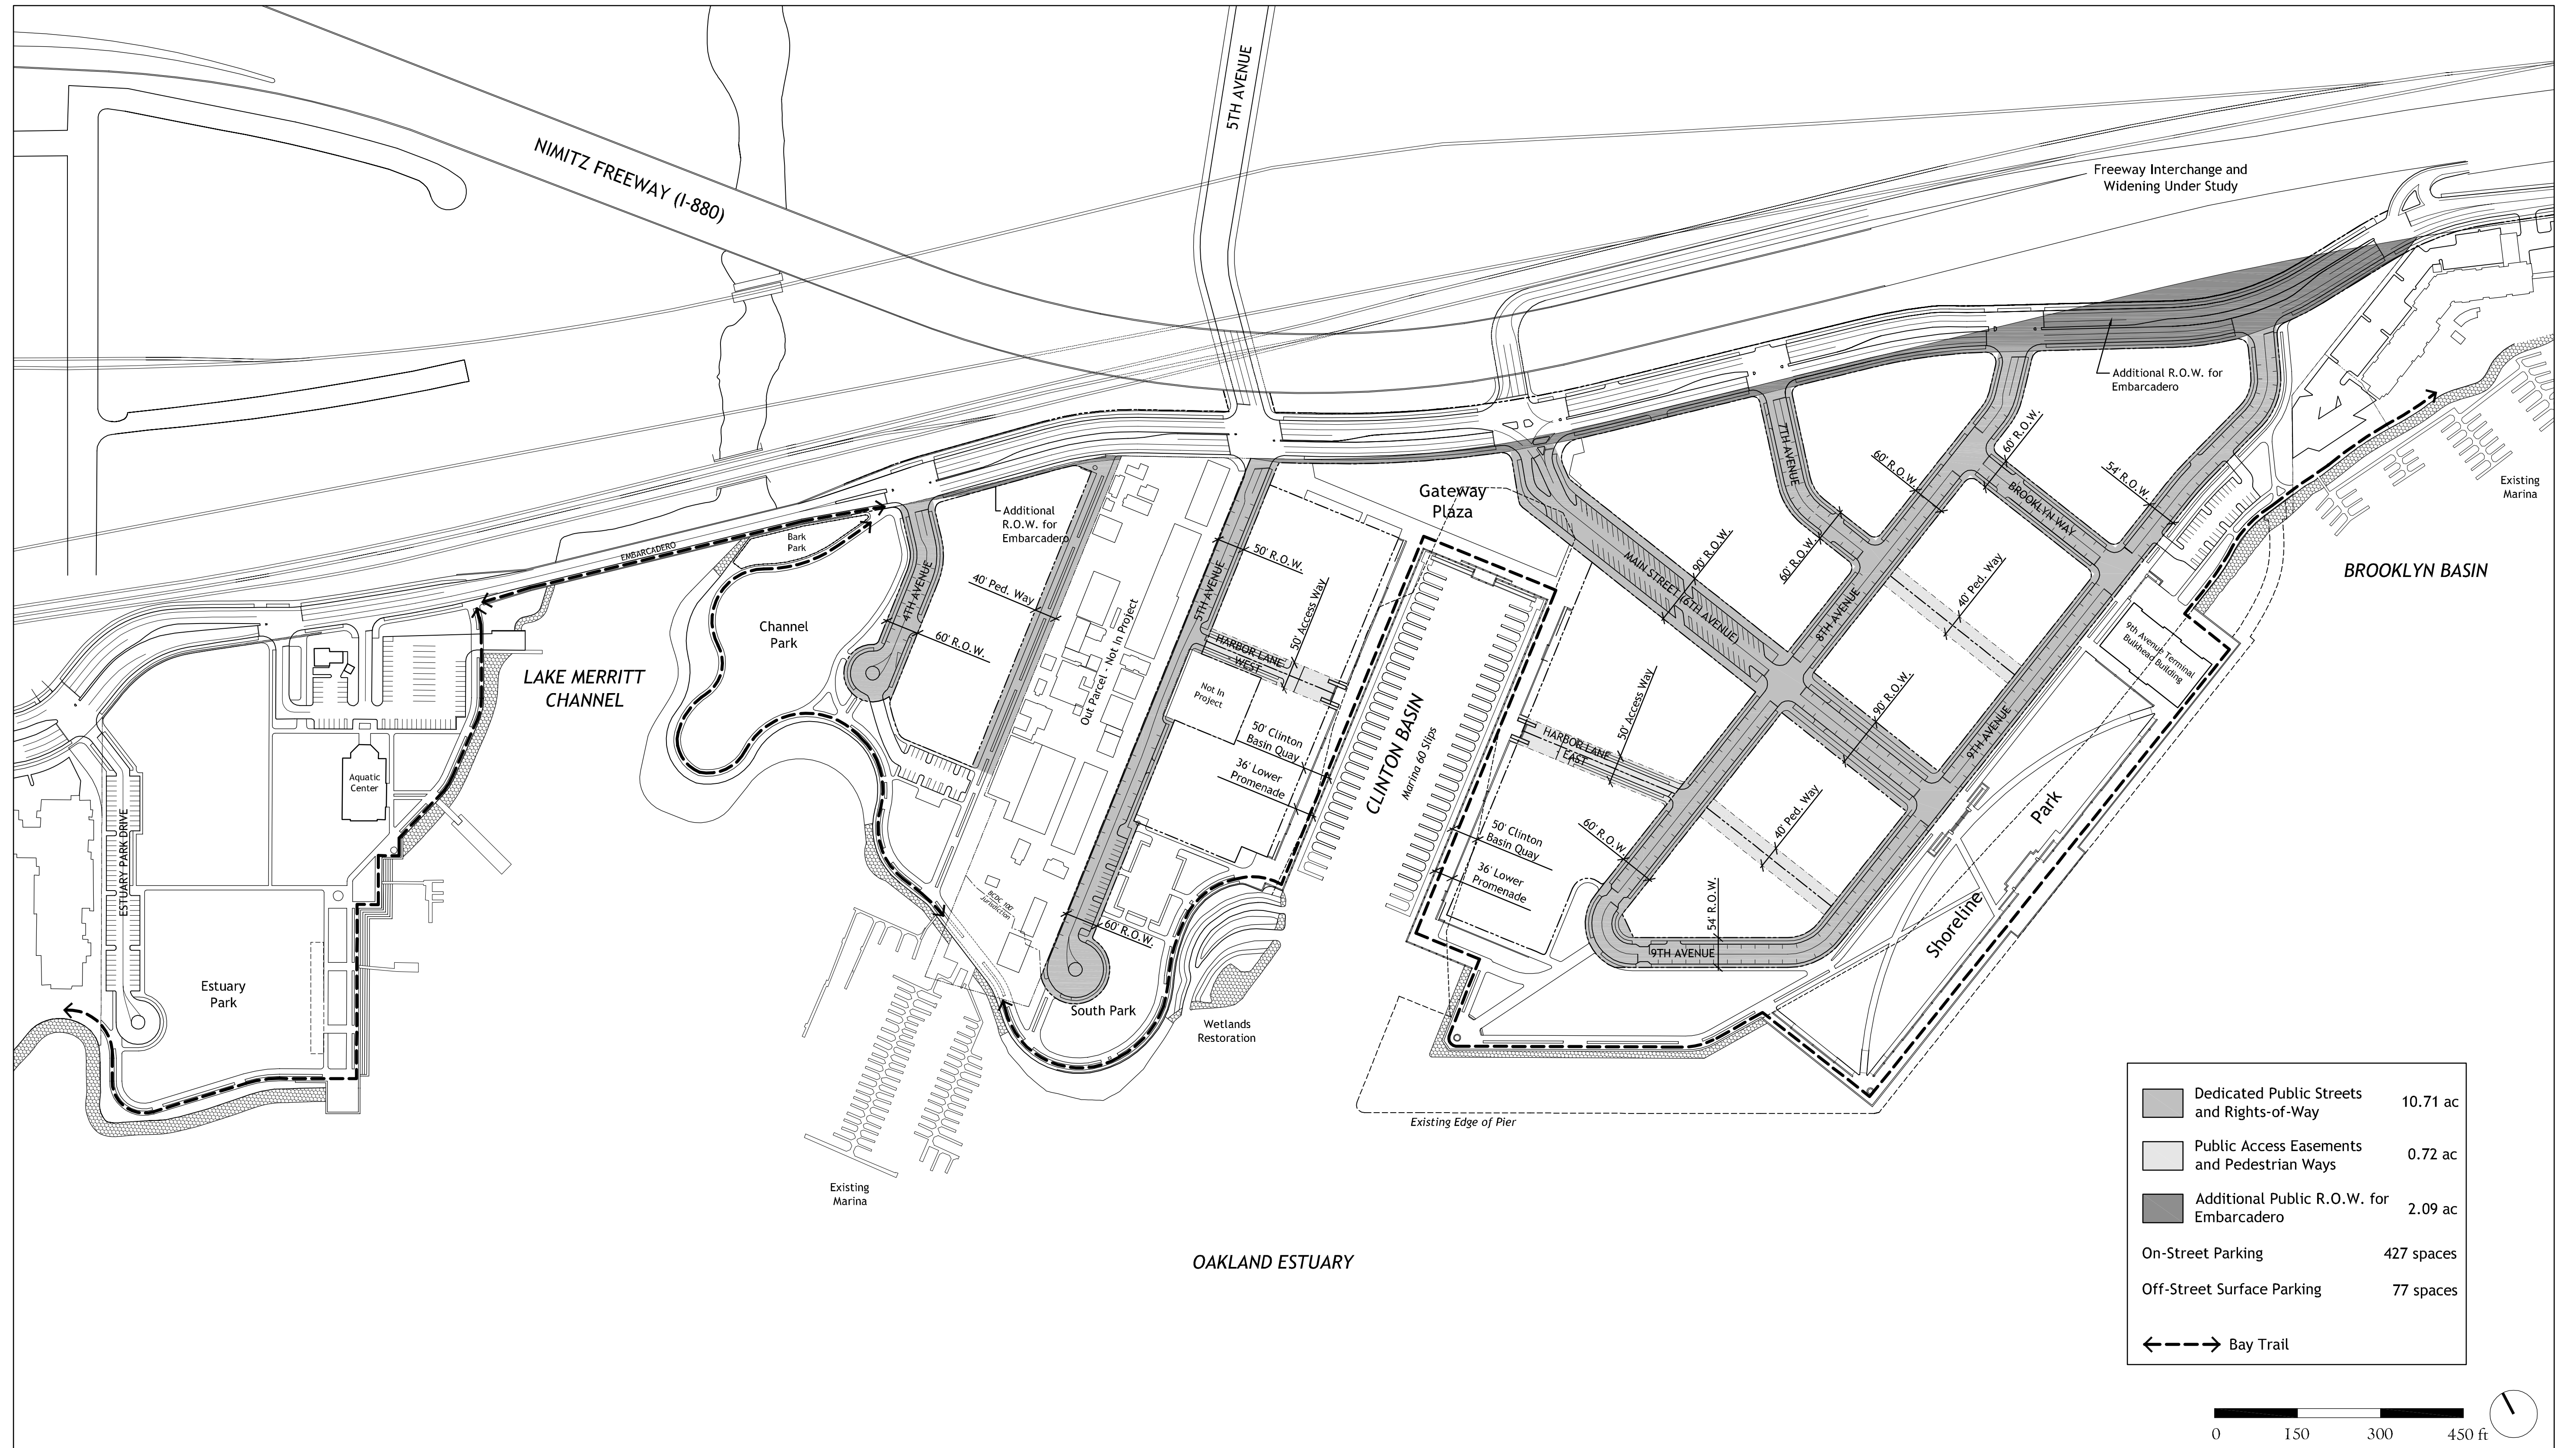 5TH AVENUE
NIMITZ FREEWAY (I-880)
Freeway Interchange and
Widening Under Study
Additional R.O.W. for
Embarcadero
7TH AVENUE
60' R.O.W.
60' R.O.W.
54' R.O.W.
BROOKLYN WAY
Existing
Marina
Gateway
Plaza
Additional
R.O.W. for
Embarcadero
Bark
Park
EMBARCADERO
50' R.O.W.
90' R.O.W.
60' R.O.W.
MAIN STREET (6TH AVENUE)
BROOKLYN BASIN
4TH AVENUE
40' Ped. Way
5TH AVENUE
50' Access Way
40' Ped. Way
8TH AVENUE
Channel
Park
60' R.O.W.
Out Parcel - Not In Project
HARBOR LANE
WEST
9th Avenue Terminal
Bulkhead Building
LAKE MERRITT
CHANNEL
Not In
Project
50' Access Way
90' R.O.W.
50' Clinton
Basin Quay
CLINTON BASIN
Marina 60 Slips
HARBOR LANE
EAST
9TH AVENUE
36' Lower
Promenade
Aquatic
Center
ESTUARY PARK DRIVE
50' Clinton
Basin Quay
60' R.O.W.
40' Ped. Way
Shoreline Park
36' Lower
Promenade
BCDC 100'
Jurisdiction
60' R.O.W.
54' R.O.W.
9TH AVENUE
Estuary
Park
South Park
Wetlands
Restoration
Existing Edge of Pier
Existing
Marina
OAKLAND ESTUARY
Dedicated Public Streets
and Rights-of-Way 10.71 ac
Public Access Easements
and Pedestrian Ways 0.72 ac
Additional Public R.O.W. for
Embarcadero 2.09 ac
On-Street Parking 427 spaces
Off-Street Surface Parking 77 spaces
Bay Trail
0 150 300 450 ft